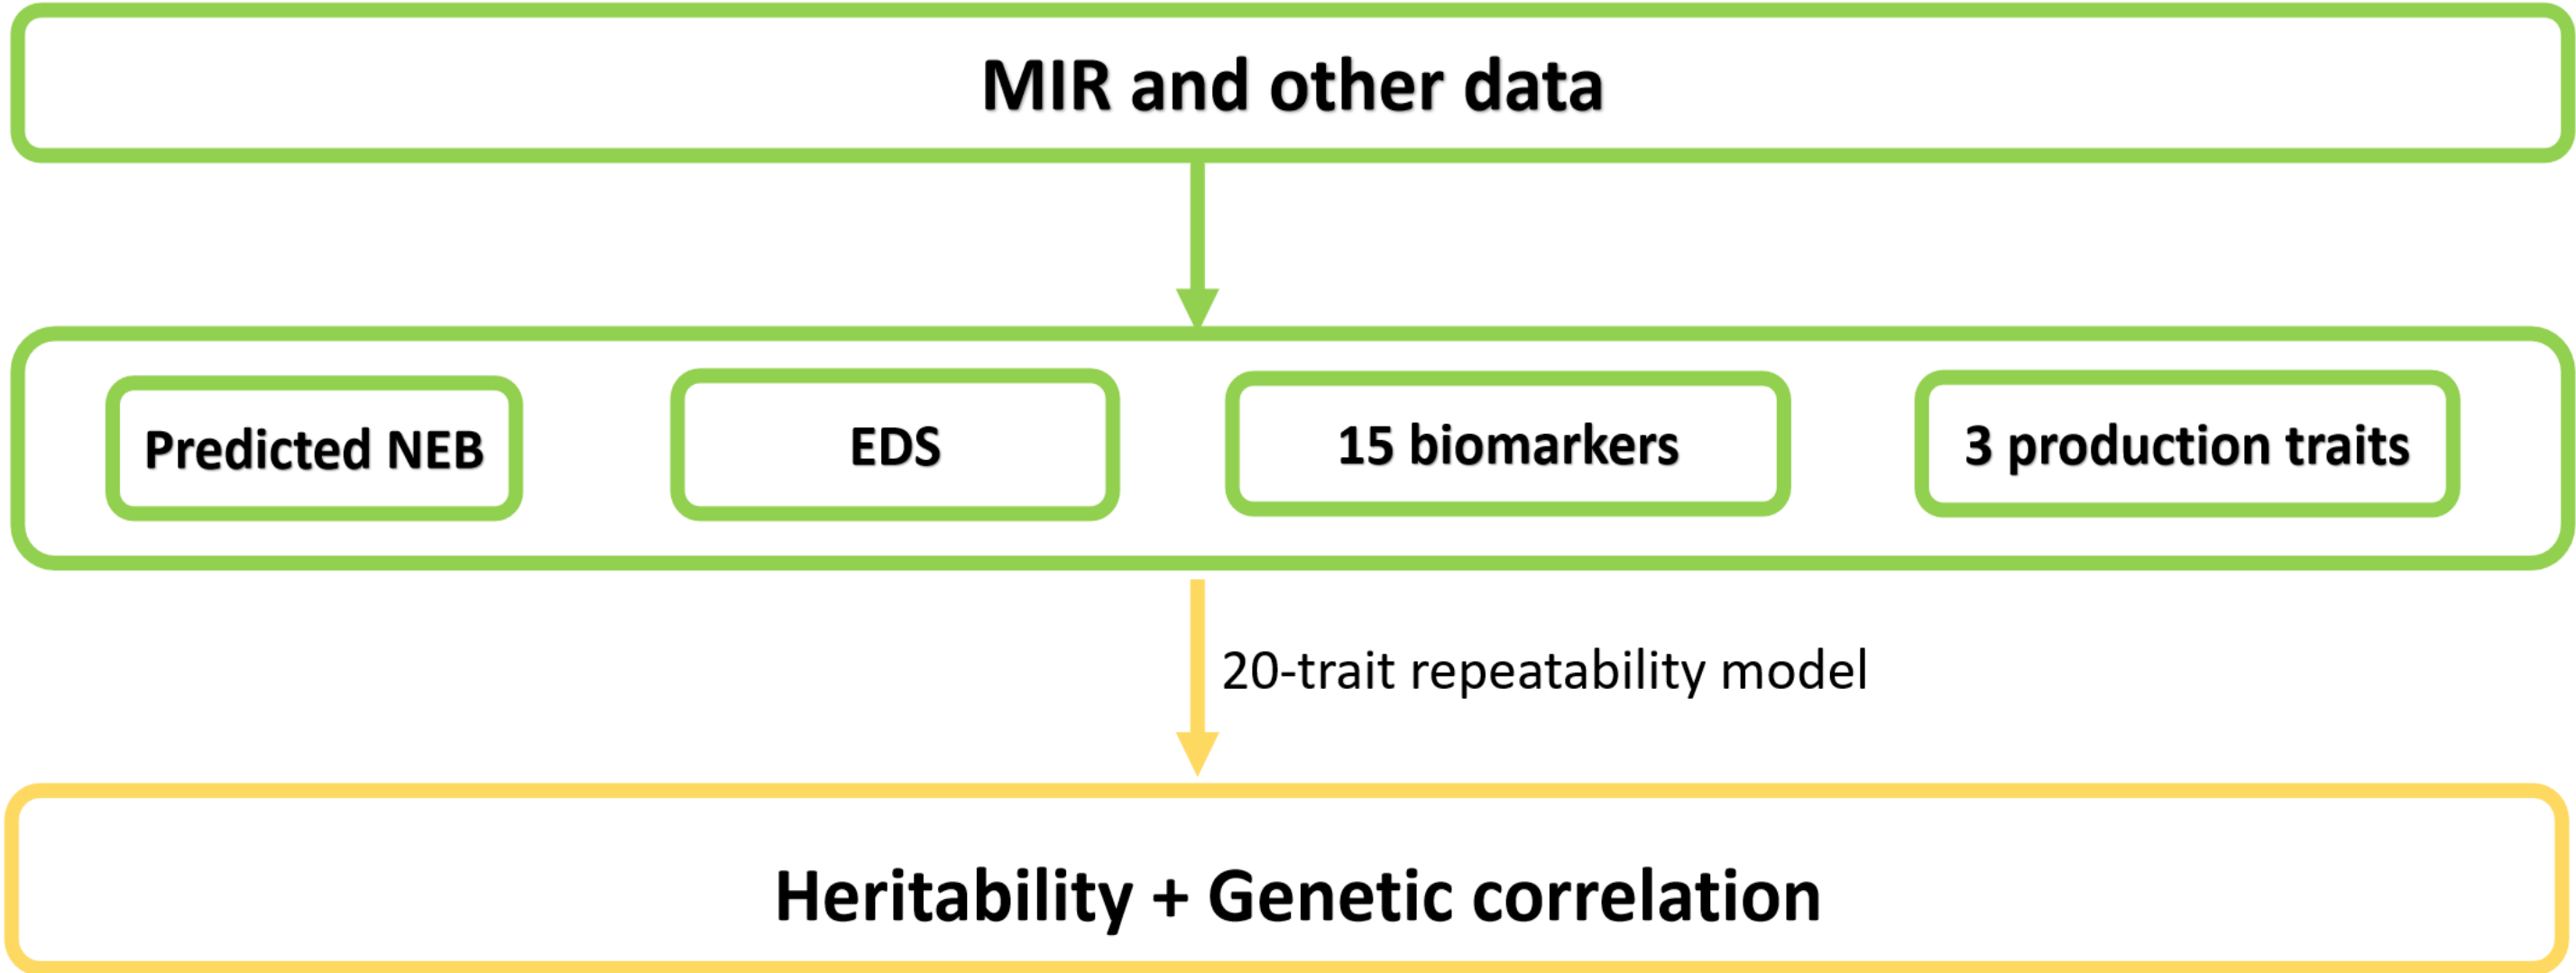 MIR and other data
Predicted NEB
EDS
15 biomarkers
3 production traits
20-trait repeatability model
Heritability + Genetic correlation